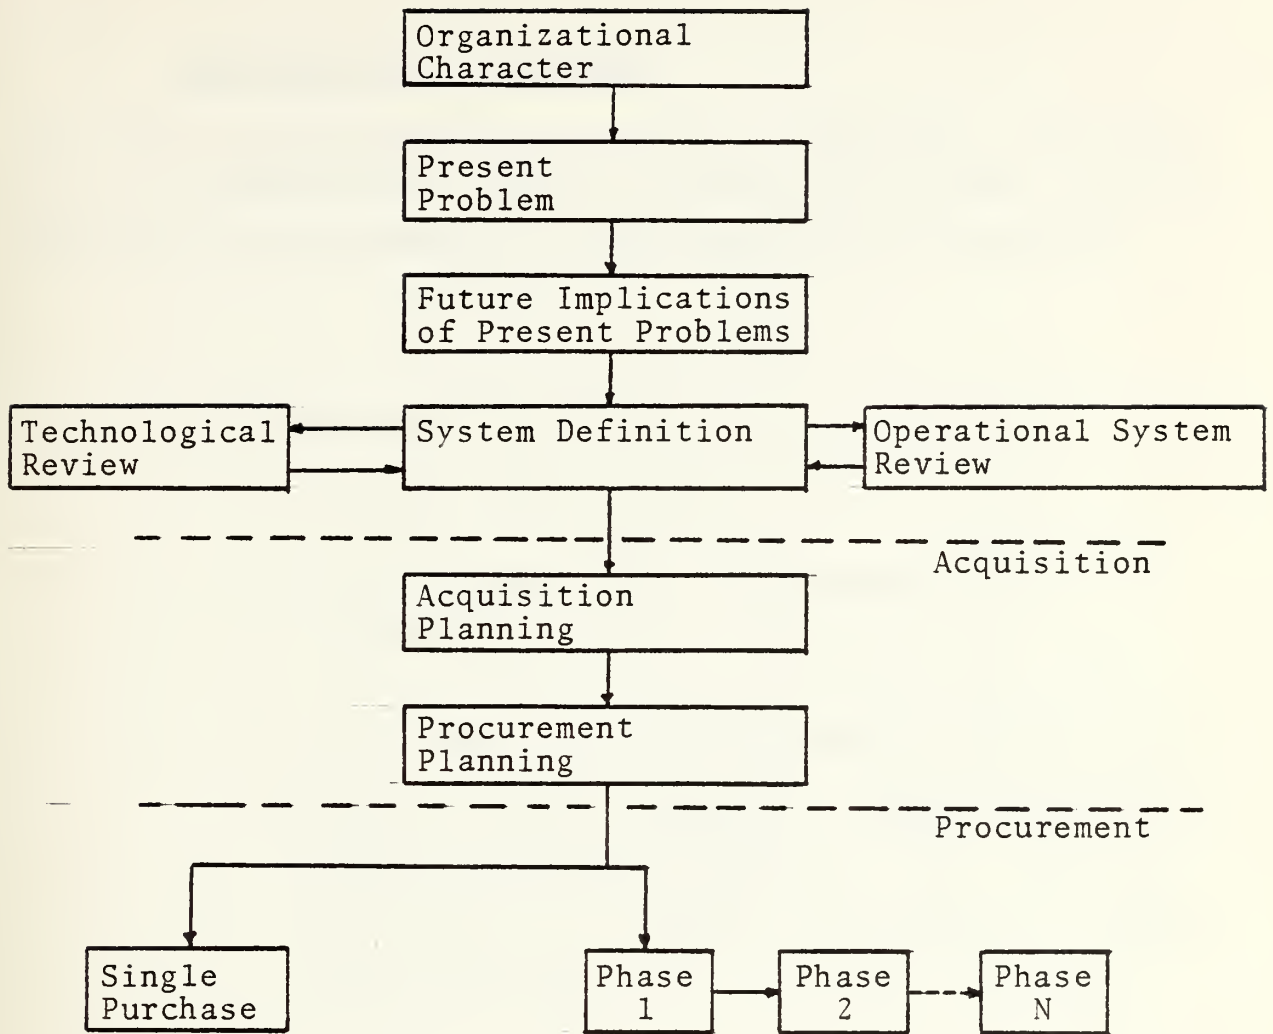 Organizational
Character
Present
Problem
Future Implications
of Present Problems
Technological
Review
System Definition
Operational System
Review
Acquisition
Acquisition
Planning
Procurement
Planning
Procurement
Single
Purchase
Phase
1
Phase
2
Phase
N